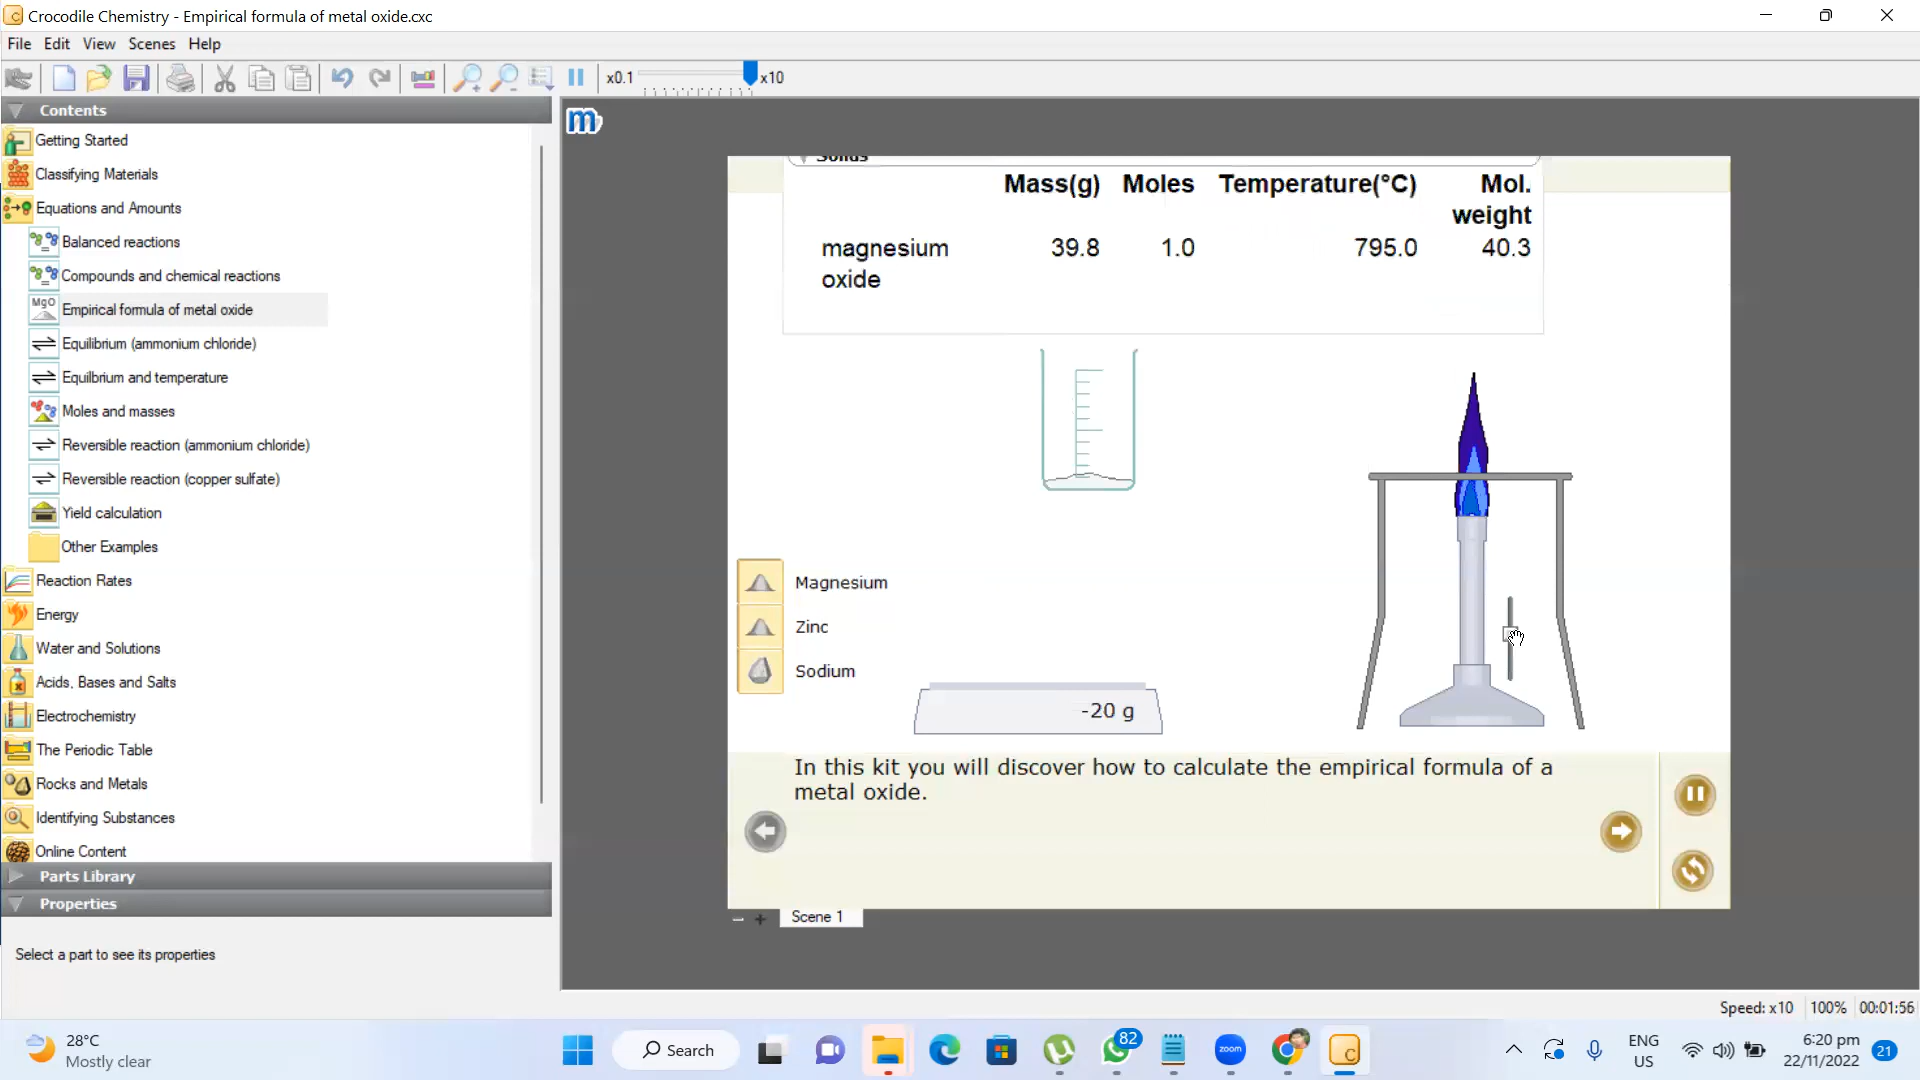 Crocodile Chemistry - Empirical formula of metal oxide.cxc
File Edit View Scenes Help
x0.1 x10
Contents
Getting Started
Classifying Materials
Equations and Amounts
Balanced reactions
Compounds and chemical reactions
MgO Empirical formula of metal oxide
Equilibrium (ammonium chloride)
Equilbrium and temperature
Moles and masses
Reversible reaction (ammonium chloride)
Reversible reaction (copper sulfate)
Yield calculation
Other Examples
Reaction Rates
Energy
Water and Solutions
Acids, Bases and Salts
Electrochemistry
The Periodic Table
Rocks and Metals
Identifying Substances
Online Content
Parts Library
Properties
Select a part to see its properties
m
Solids
Mass(g) Moles Temperature(°C) Mol.
weight
magnesium 39.8 1.0 795.0 40.3
oxide
Magnesium
Zinc
Sodium
-20 g
In this kit you will discover how to calculate the empirical formula of a
metal oxide.
Scene 1
Speed: x10 100% 00:01:56
28°C
Mostly clear
Search
82
zoom
C
ENG
US
6:20 pm
22/11/2022
21